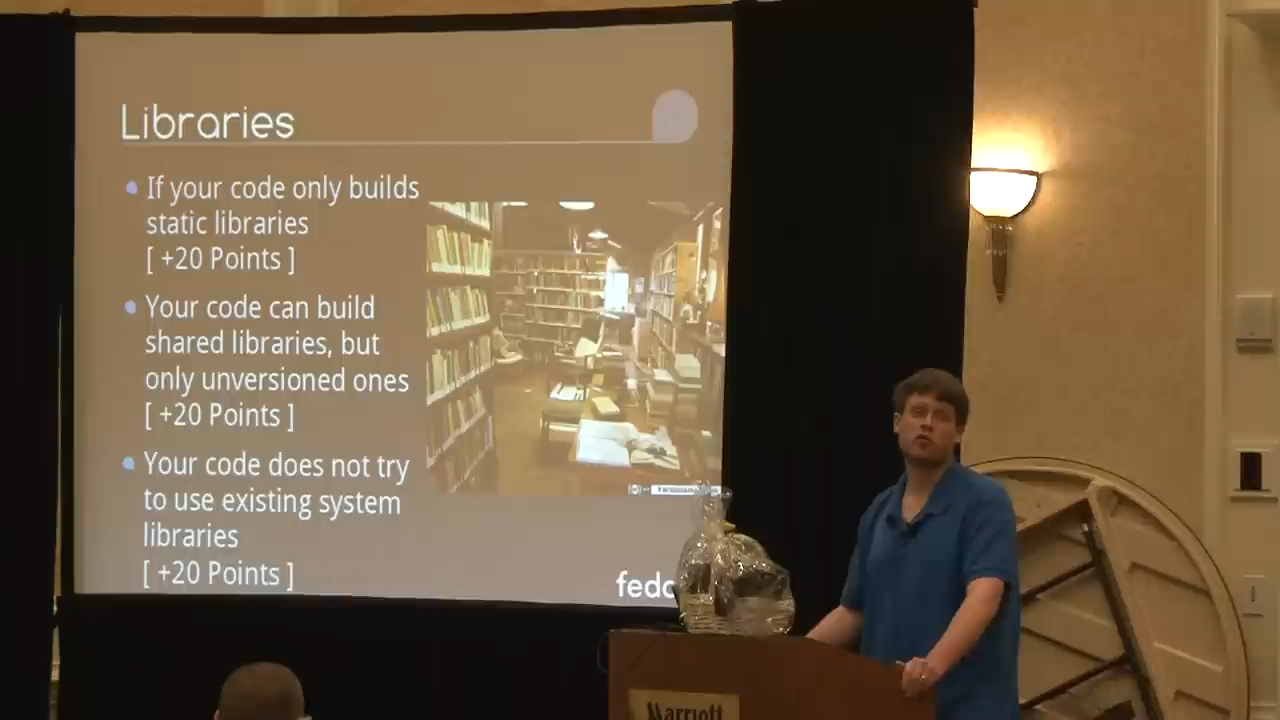 Libraries
If your code only builds
static libraries
[ +20 Points ]
Your code can build
shared libraries, but
only unversioned ones
[ +20 Points ]
Your code does not try
to use existing system
libraries
[ +20 Points ]
fedo
Marriott